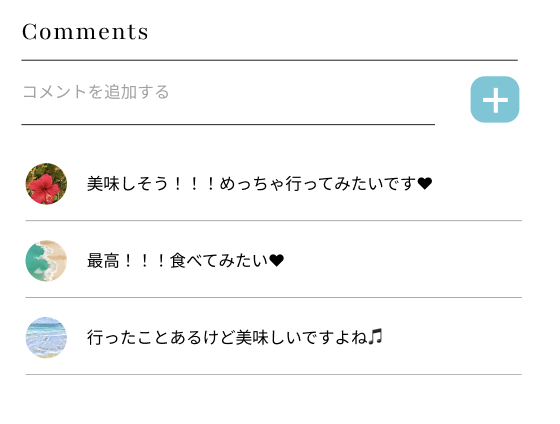 Comments
コメントを追加する
美味しそう！！！めっちゃ行ってみたいです♥
最高！！！食べてみたい♥
行ったことあるけど美味しいですよね♫